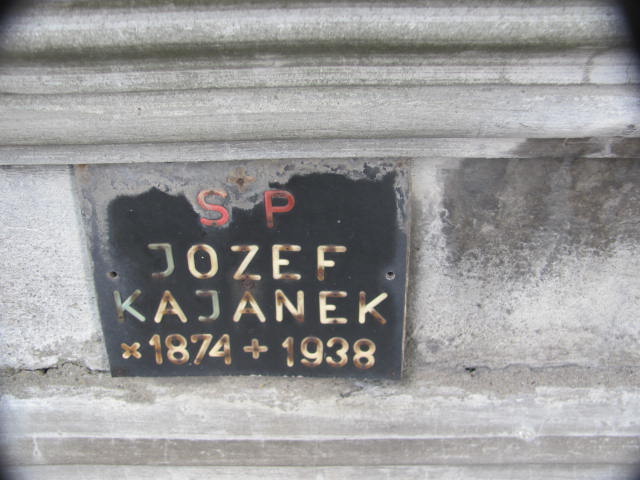 S P
JOZEF
KAJANEK
×1874+1938